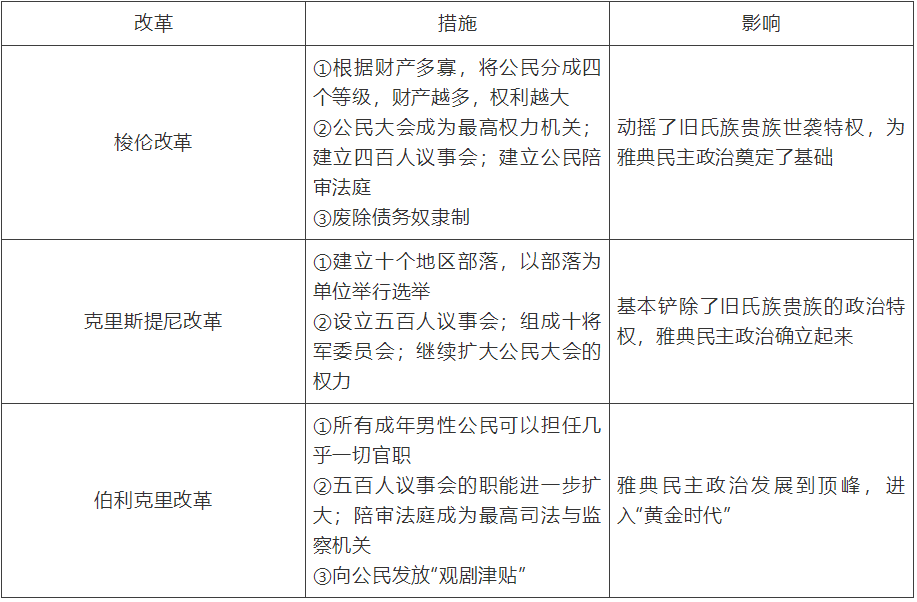 改革
措施
影响
梭伦改革
①根据财产多寡，将公民分成四
个等级，财产越多，权利越大
②公民大会成为最高权力机关；
建立四百人议事会；建立公民陪
审法庭
③废除债务奴隶制
动摇了旧氏族贵族世袭特权，为
雅典民主政治奠定了基础
克里斯提尼改革
①建立十个地区部落，以部落为
单位举行选举
②设立五百人议事会；组成十将
军委员会；继续扩大公民大会的
权力
基本铲除了旧氏族贵族的政治特
权，雅典民主政治确立起来
伯利克里改革
①所有成年男性公民可以担任几
乎一切官职
②五百人议事会的职能进一步扩
大；陪审法庭成为最高司法与监
察机关
③向公民发放“观剧津贴”
雅典民主政治发展到顶峰，进
入“黄金时代”